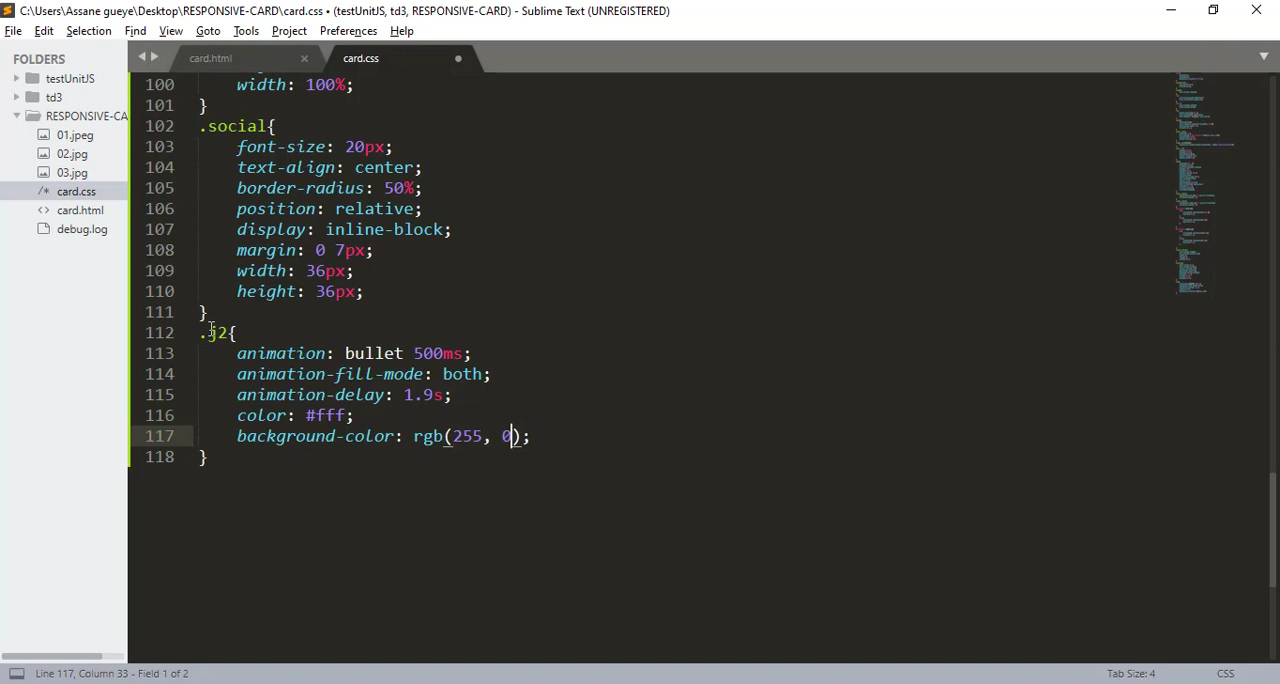 C:\Users\Assane gueye\Desktop\RESPONSIVE-CARD\card.css • (testUnitJS, td3, RESPONSIVE-CARD) - Sublime Text (UNREGISTERED)
File Edit Selection Find View Goto Tools Project Preferences Help
FOLDERS
testUnitJS
td3
RESPONSIVE-CA
01.jpeg
02.jpg
03.jpg
/* card.css
<> card.html
debug.log
card.html
card.css
100 width: 100%;
101 }
102 .social{
103 font-size: 20px;
104 text-align: center;
105 border-radius: 50%;
106 position: relative;
107 display: inline-block;
108 margin: 0 7px;
109 width: 36px;
110 height: 36px;
111 }
112 .j2{
113 animation: bullet 500ms;
114 animation-fill-mode: both;
115 animation-delay: 1.9s;
116 color: #fff;
117 background-color: rgb(255, 0);
118 }
Line 117, Column 33 - Field 1 of 2
Tab Size: 4
CSS